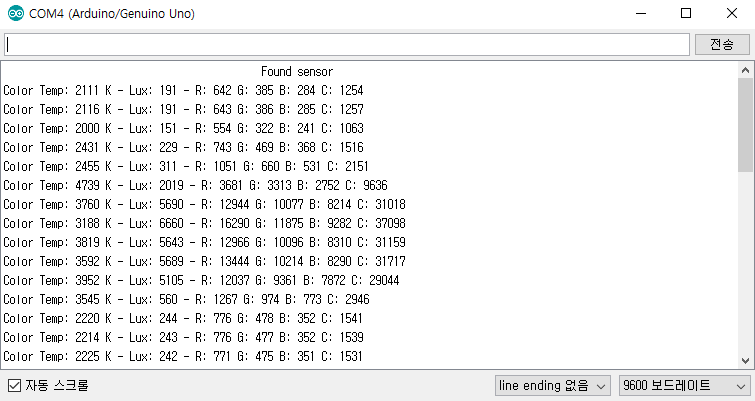 COM4 (Arduino/Genuino Uno)
전송
Found sensor
Color Temp: 2111 K - Lux: 191 - R: 642 G: 385 B: 284 C: 1254
Color Temp: 2116 K - Lux: 191 - R: 643 G: 386 B: 285 C: 1257
Color Temp: 2000 K - Lux: 151 - R: 554 G: 322 B: 241 C: 1063
Color Temp: 2431 K - Lux: 229 - R: 743 G: 469 B: 368 C: 1516
Color Temp: 2455 K - Lux: 311 - R: 1051 G: 660 B: 531 C: 2151
Color Temp: 4739 K - Lux: 2019 - R: 3681 G: 3313 B: 2752 C: 9636
Color Temp: 3760 K - Lux: 5690 - R: 12944 G: 10077 B: 8214 C: 31018
Color Temp: 3188 K - Lux: 6660 - R: 16290 G: 11875 B: 9282 C: 37098
Color Temp: 3819 K - Lux: 5643 - R: 12966 G: 10096 B: 8310 C: 31159
Color Temp: 3592 K - Lux: 5689 - R: 13444 G: 10214 B: 8290 C: 31717
Color Temp: 3952 K - Lux: 5105 - R: 12037 G: 9361 B: 7872 C: 29044
Color Temp: 3545 K - Lux: 560 - R: 1267 G: 974 B: 773 C: 2946
Color Temp: 2220 K - Lux: 244 - R: 776 G: 478 B: 352 C: 1541
Color Temp: 2214 K - Lux: 243 - R: 776 G: 477 B: 352 C: 1539
Color Temp: 2225 K - Lux: 242 - R: 771 G: 475 B: 351 C: 1531
자동 스크롤
line ending 없음
9600 보드레이트